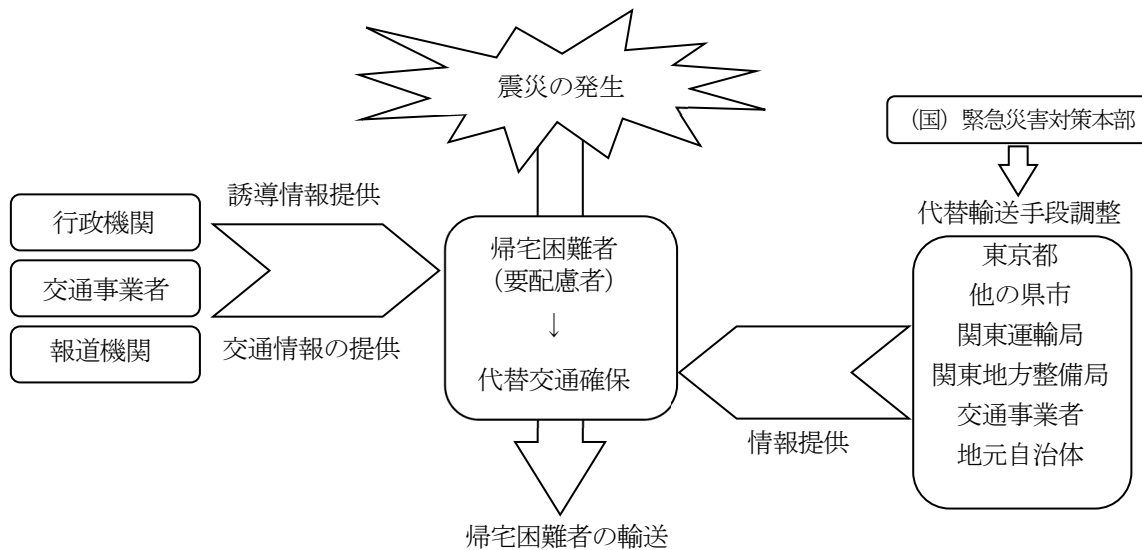 震災の発生
(国)緊急災害対策本部
誘導情報提供
行政機関
交通事業者
報道機関
交通情報の提供
帰宅困難者
(要配慮者)
↓
代替交通確保
代替輸送手段調整
東京都
他の県市
関東運輸局
関東地方整備局
交通事業者
地元自治体
情報提供
帰宅困難者の輸送